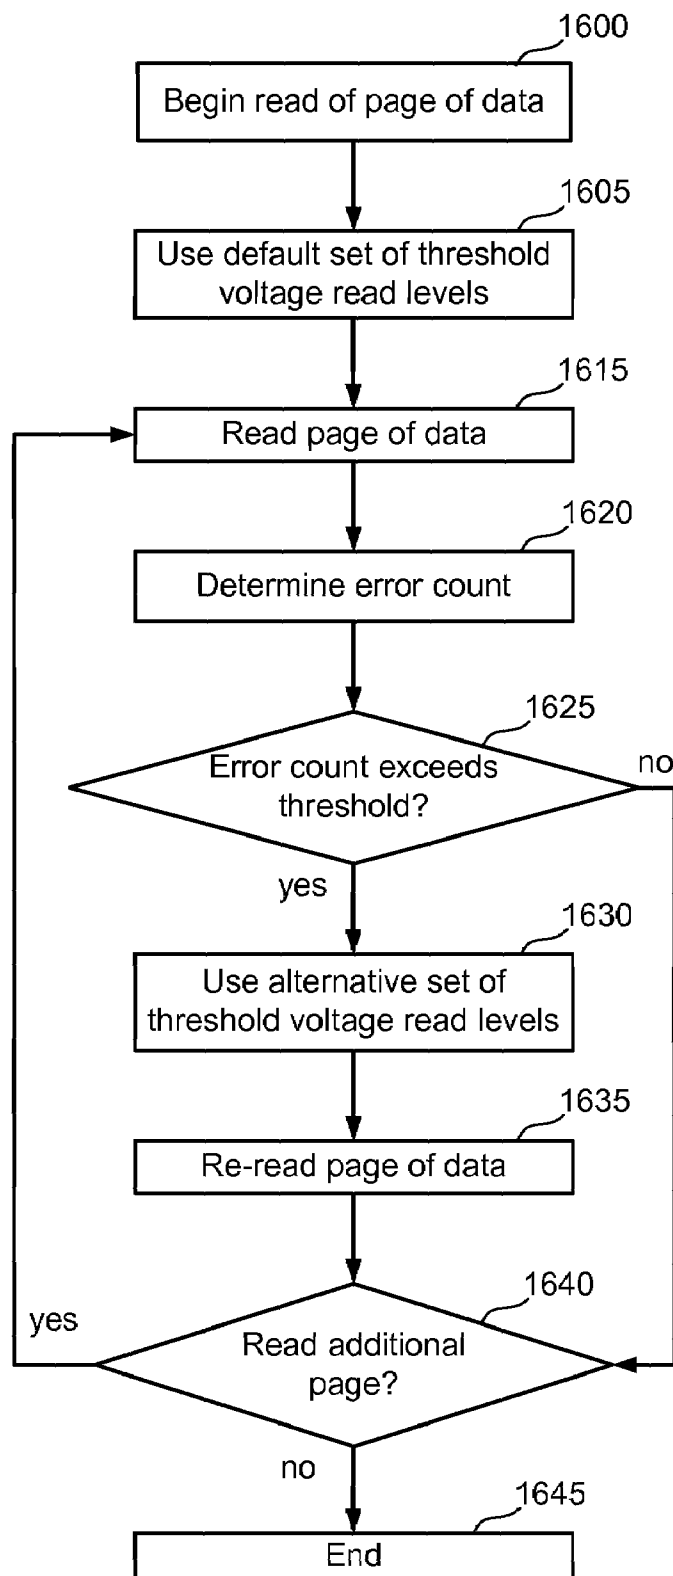 1600
Begin read of page of data
1605
Use default set of threshold
voltage read levels
1615
Read page of data
1620
Determine error count
1625
Error count exceeds
threshold?
no
yes
1630
Use alternative set of
threshold voltage read levels
1635
Re-read page of data
1640
Read additional
page?
yes
no
1645
End